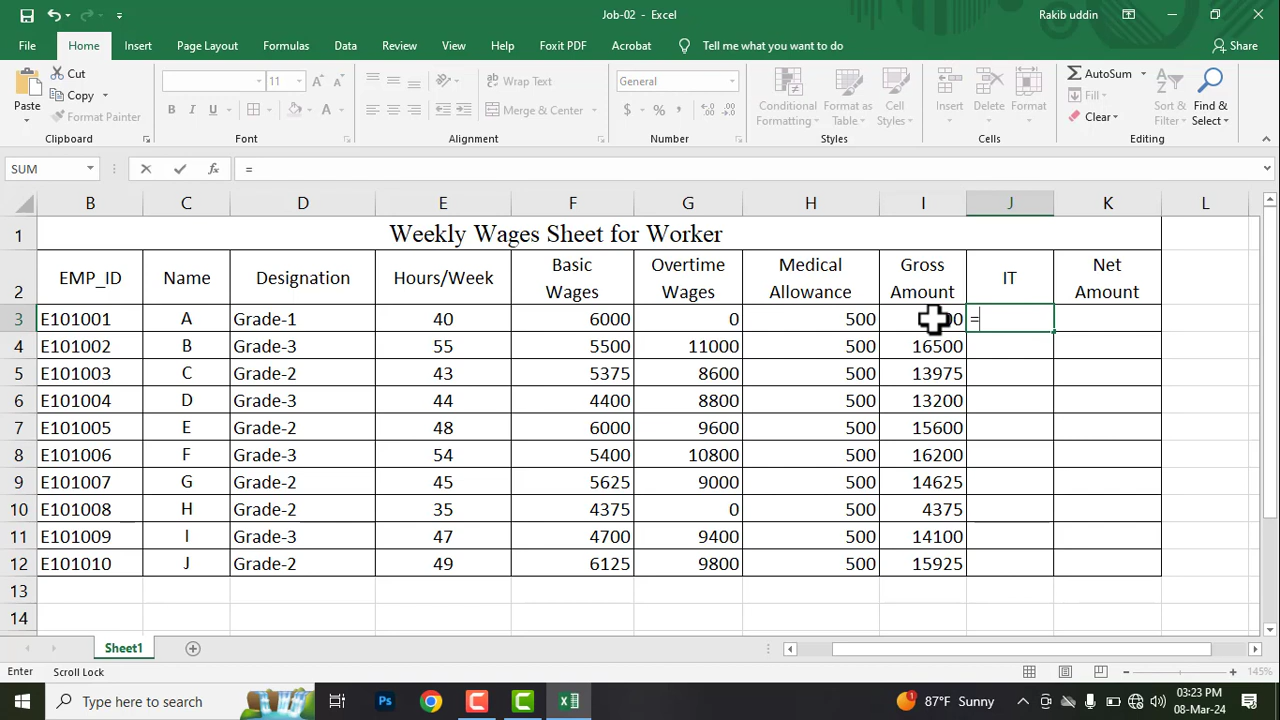 Job-02 - Excel
Rakib uddin
File Home Insert Page Layout Formulas Data Review View Help Foxit PDF Acrobat Tell me what you want to do Share
Paste
Cut
Copy
Format Painter
Clipboard
11
B I U
Font
Wrap Text
Merge & Center
Alignment
General
Number
Conditional Formatting
Format as Table
Cell Styles
Styles
Insert
Delete
Format
Cells
AutoSum
Fill
Clear
Sort & Filter
Find & Select
Editing
SUM =
B C D E F G H I J K L
1 Weekly Wages Sheet for Worker
2 EMP_ID Name Designation Hours/Week Basic Wages Overtime Wages Medical Allowance Gross Amount IT Net Amount
3 E101001 A Grade-1 40 6000 0 500 =
4 E101002 B Grade-3 55 5500 11000 500 16500
5 E101003 C Grade-2 43 5375 8600 500 13975
6 E101004 D Grade-3 44 4400 8800 500 13200
7 E101005 E Grade-2 48 6000 9600 500 15600
8 E101006 F Grade-3 54 5400 10800 500 16200
9 E101007 G Grade-2 45 5625 9000 500 14625
10 E101008 H Grade-2 35 4375 0 500 4375
11 E101009 I Grade-3 47 4700 9400 500 14100
12 E101010 J Grade-2 49 6125 9800 500 15925
13
14
Sheet1
Enter Scroll Lock 145%
Type here to search
Ps
87°F Sunny
03:23 PM
08-Mar-24